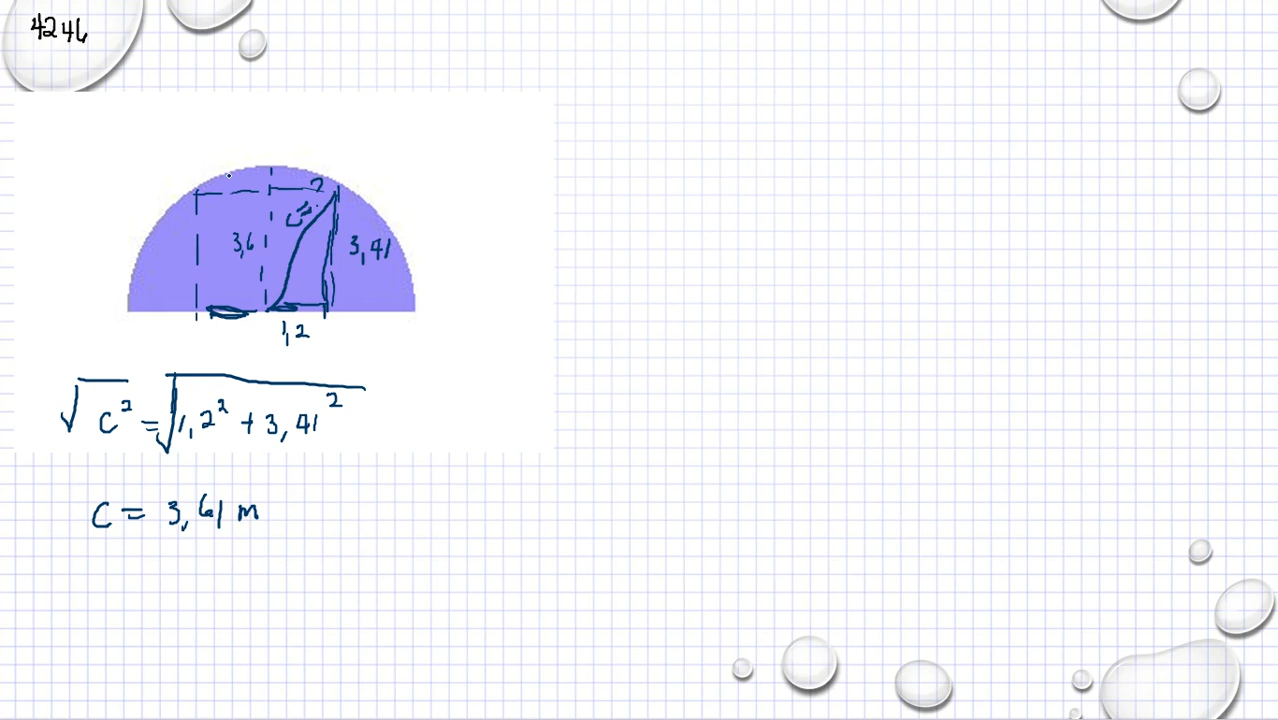 4246
?
c =
3,6
3,41
1,2
√c² = √1,2² + 3,41²
c = 3,61 m